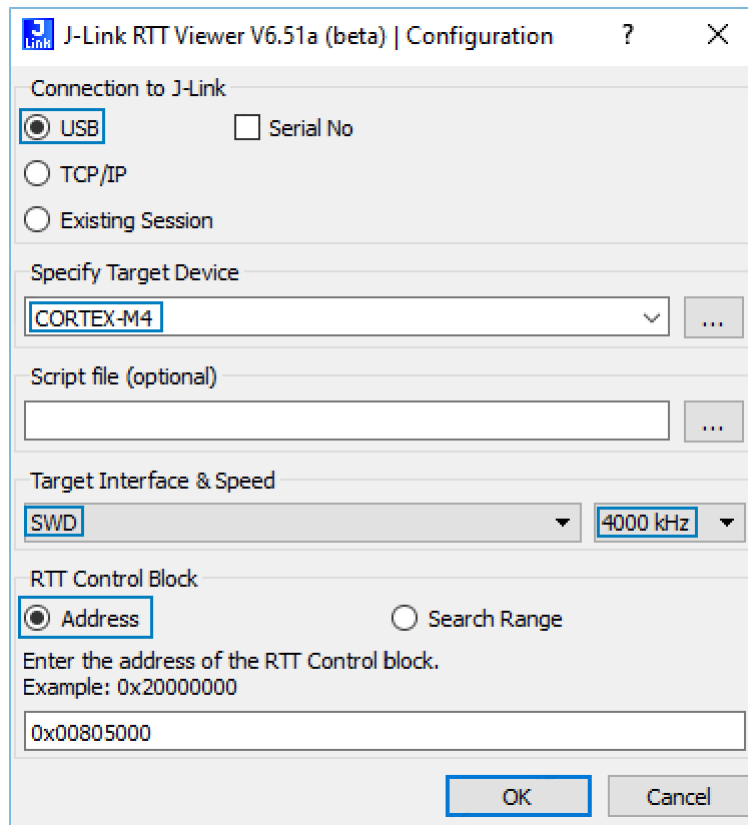 J-Link RTT Viewer V6.51a (beta) | Configuration ? ×
Connection to J-Link
USB Serial No
TCP/IP
Existing Session
Specify Target Device
CORTEX-M4 ...
Script file (optional)
...
Target Interface & Speed
SWD 4000 kHz
RTT Control Block
Address Search Range
Enter the address of the RTT Control block.
Example: 0x20000000
0x00805000
OK Cancel